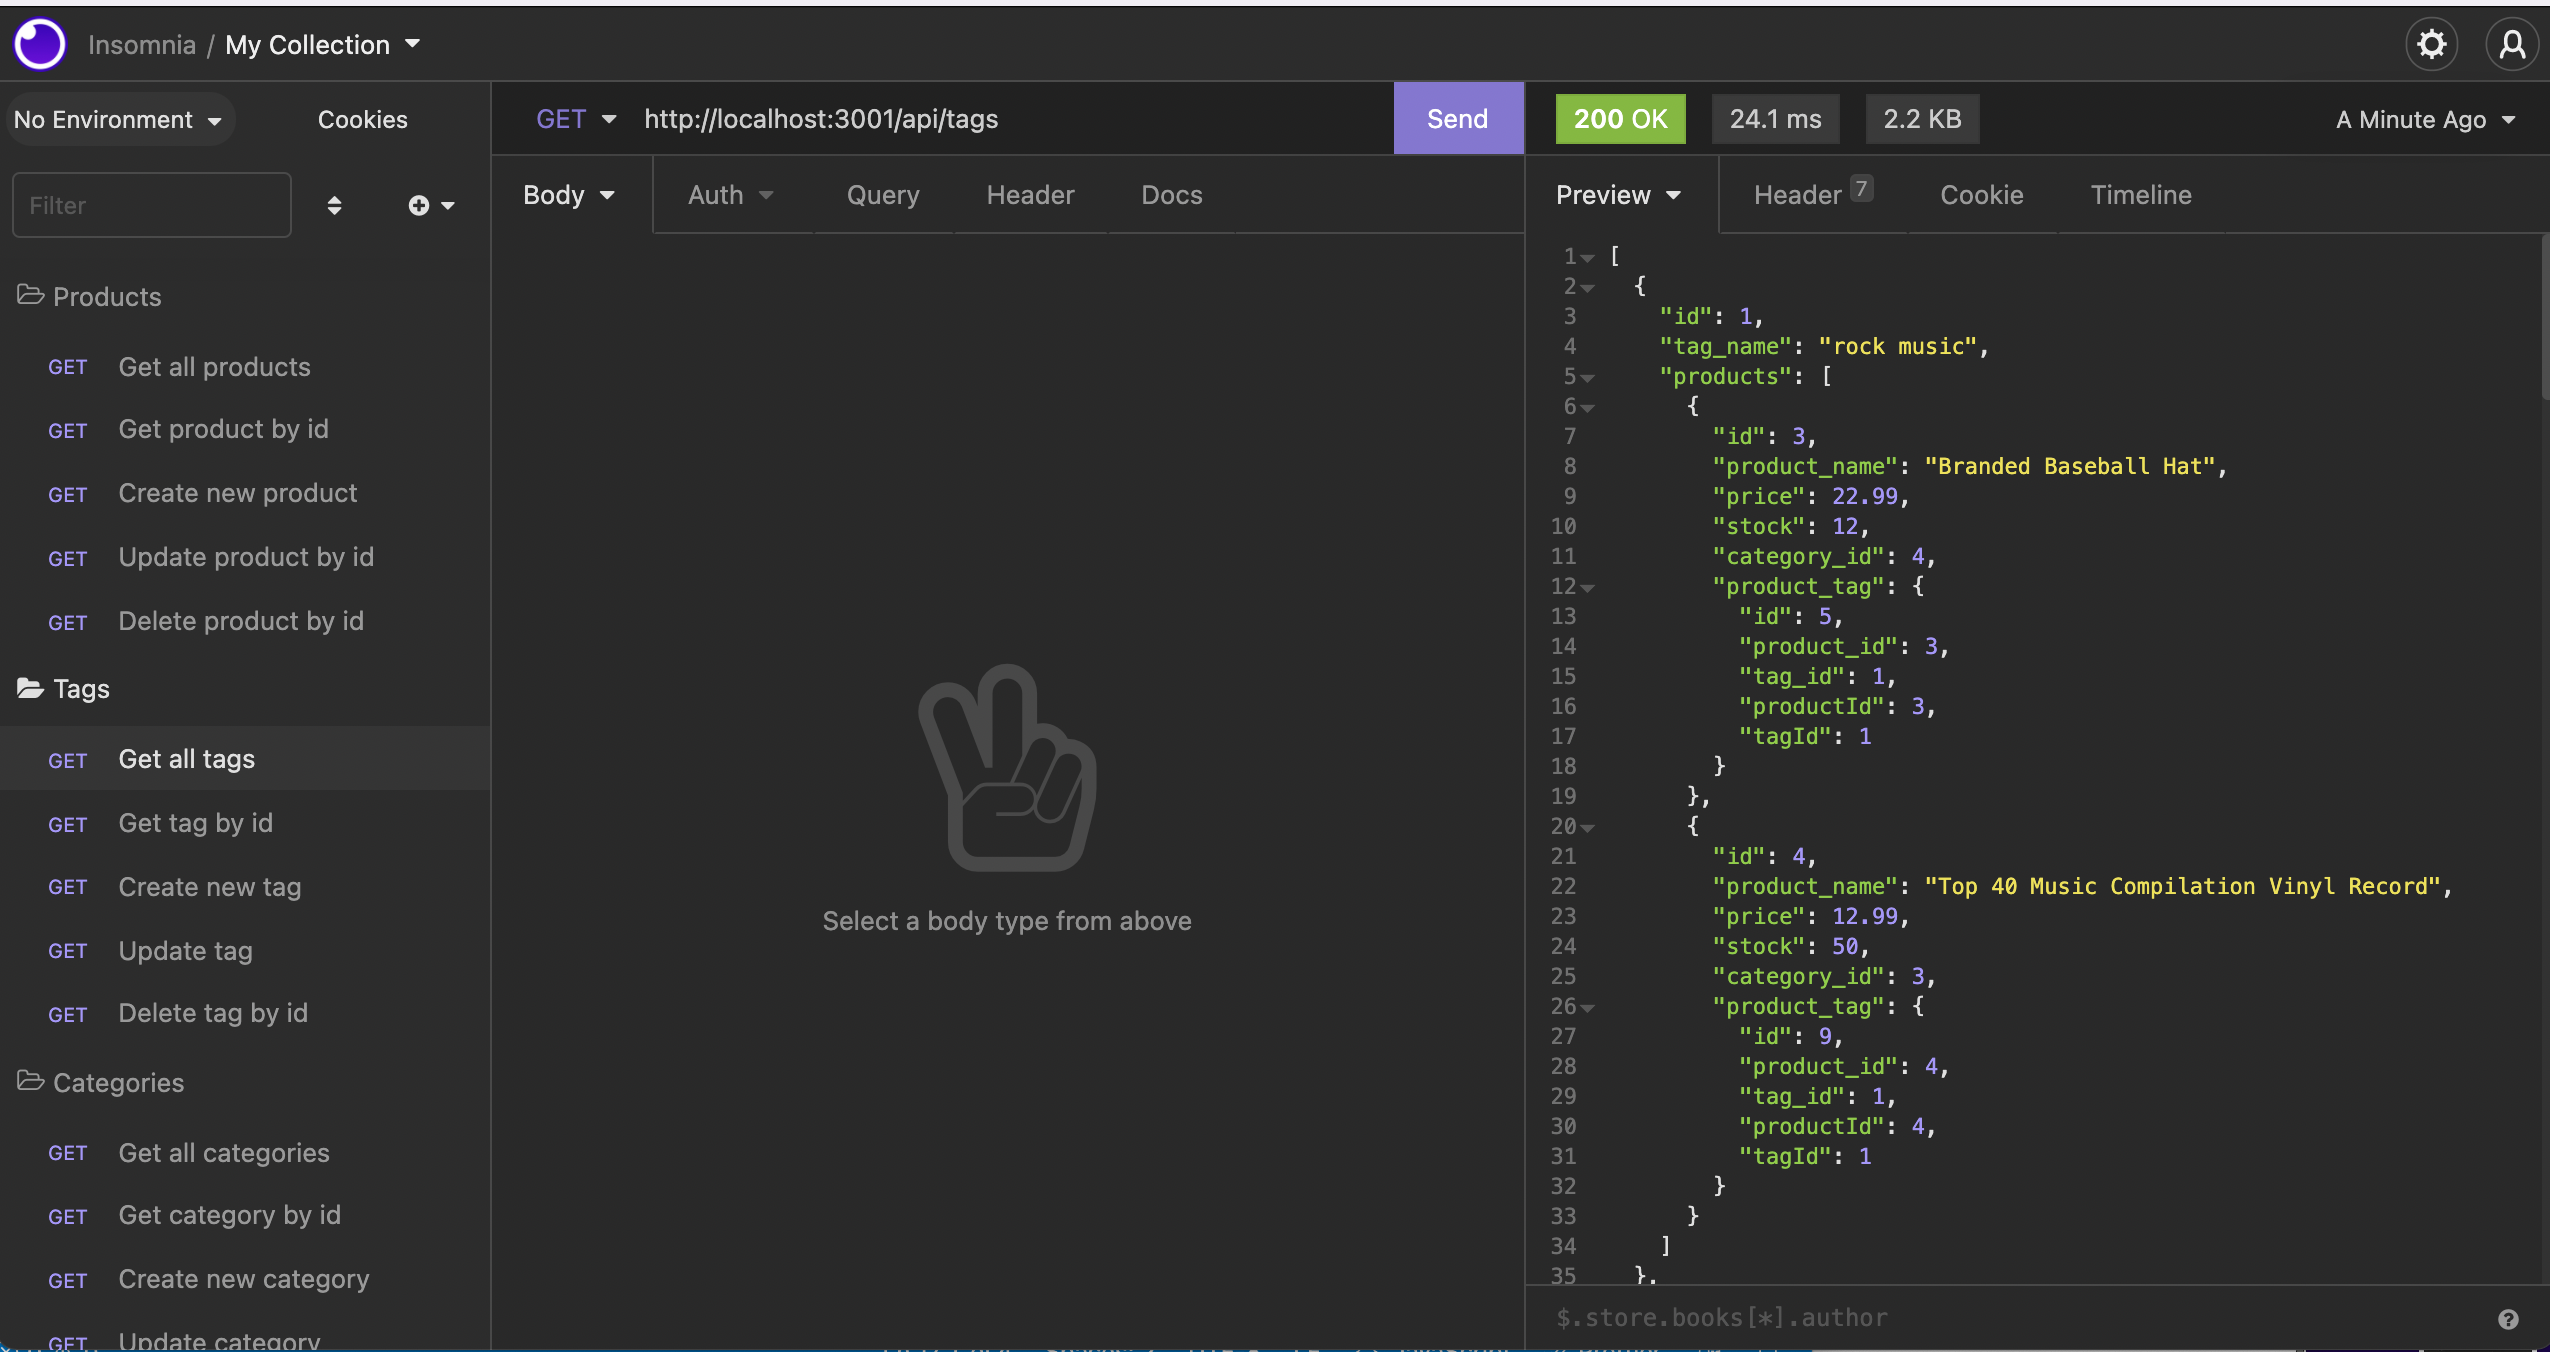 Insomnia / My Collection
No Environment
Cookies
Filter
Products
GET Get all products
GET Get product by id
GET Create new product
GET Update product by id
GET Delete product by id
Tags
GET Get all tags
GET Get tag by id
GET Create new tag
GET Update tag
GET Delete tag by id
Categories
GET Get all categories
GET Get category by id
GET Create new category
GET Update category
GET http://localhost:3001/api/tags
Send
Body Auth Query Header Docs
Select a body type from above
200 OK 24.1 ms 2.2 KB A Minute Ago
Preview Header 7 Cookie Timeline
1 [
2 {
3 "id": 1,
4 "tag_name": "rock music",
5 "products": [
6 {
7 "id": 3,
8 "product_name": "Branded Baseball Hat",
9 "price": 22.99,
10 "stock": 12,
11 "category_id": 4,
12 "product_tag": {
13 "id": 5,
14 "product_id": 3,
15 "tag_id": 1,
16 "productId": 3,
17 "tagId": 1
18 }
19 },
20 {
21 "id": 4,
22 "product_name": "Top 40 Music Compilation Vinyl Record",
23 "price": 12.99,
24 "stock": 50,
25 "category_id": 3,
26 "product_tag": {
27 "id": 9,
28 "product_id": 4,
29 "tag_id": 1,
30 "productId": 4,
31 "tagId": 1
32 }
33 }
34 ]
35 },
$.store.books[*].author